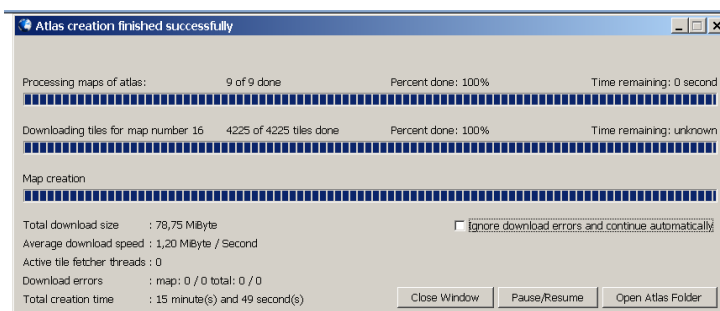 Atlas creation finished successfully
Processing maps of atlas: 9 of 9 done Percent done: 100% Time remaining: 0 second
Downloading tiles for map number 16 4225 of 4225 tiles done Percent done: 100% Time remaining: unknown
Map creation
Total download size : 78,75 MiByte
Ignore download errors and continue automatically
Average download speed : 1,20 MiByte / Second
Active tile fetcher threads : 0
Download errors : map: 0 / 0 total: 0 / 0
Total creation time : 15 minute(s) and 49 second(s)
Close Window Pause/Resume Open Atlas Folder